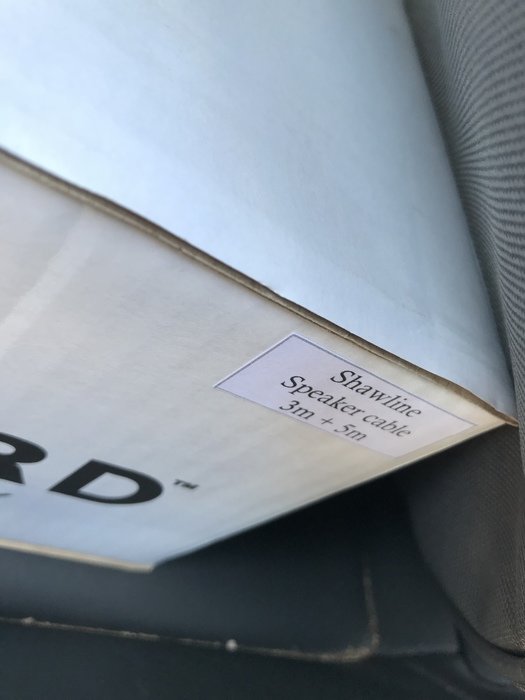 Shawline
Speaker cable
3m + 5m
RD™